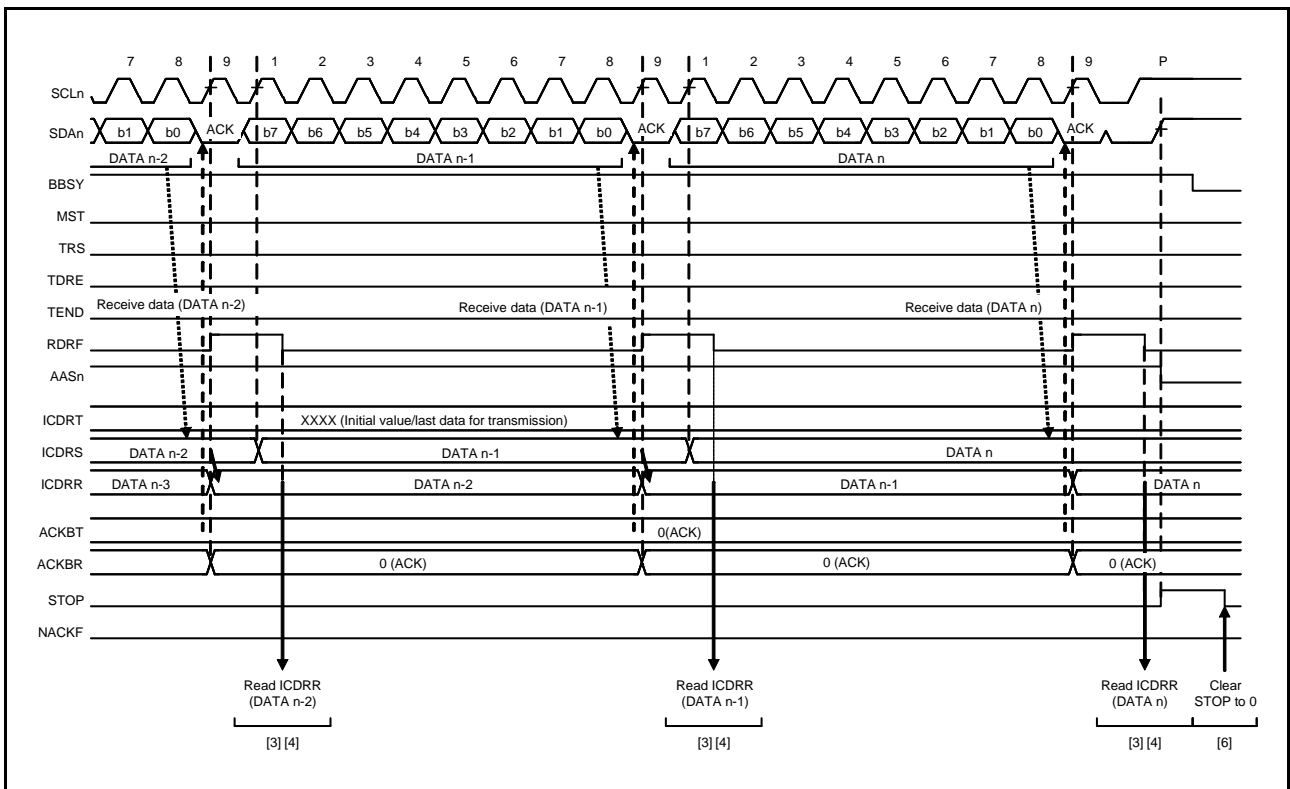 7 8 9 1 2 3 4 5 6 7 8 9 1 2 3 4 5 6 7 8 9 P
SCLn
SDAn b1 b0 ACK b7 b6 b5 b4 b3 b2 b1 b0 ACK b7 b6 b5 b4 b3 b2 b1 b0 ACK
DATA n-2 DATA n-1 DATA n
BBSY
MST
TRS
TDRE
TEND Receive data (DATA n-2) Receive data (DATA n-1) Receive data (DATA n)
RDRF
AASn
ICDRT XXXX (Initial value/last data for transmission)
ICDRS DATA n-2 DATA n-1 DATA n
ICDRR DATA n-3 DATA n-2 DATA n-1 DATA n
ACKBT 0(ACK)
ACKBR 0 (ACK) 0 (ACK) 0 (ACK)
STOP
NACKF
Read ICDRR Read ICDRR Read ICDRR Clear
(DATA n-2) (DATA n-1) (DATA n) STOP to 0
[3] [4] [3] [4] [3] [4] [6]